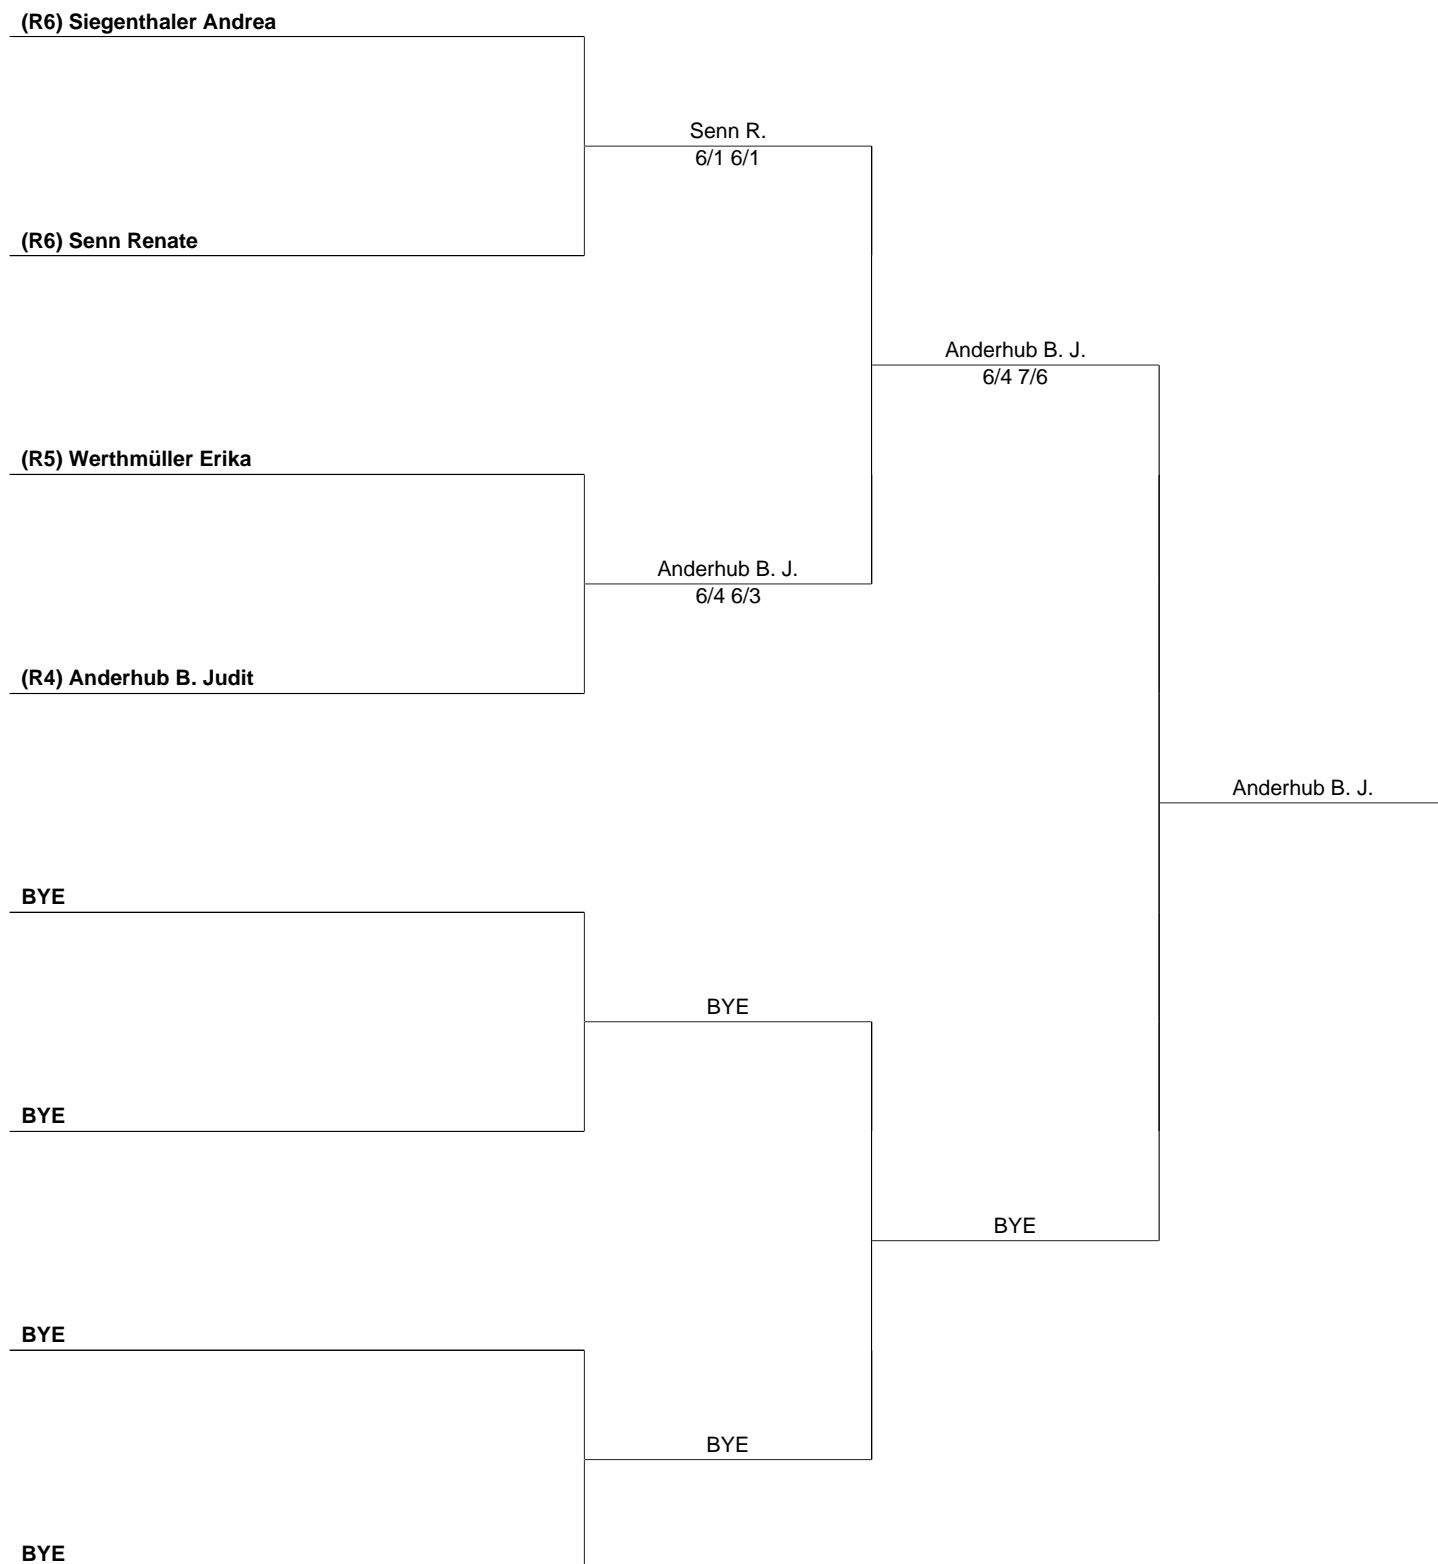 (R6) Siegenthaler Andrea
Senn R.
6/1 6/1
(R6) Senn Renate
Anderhub B. J.
6/4 7/6
(R5) Werthmüller Erika
Anderhub B. J.
6/4 6/3
(R4) Anderhub B. Judit
Anderhub B. J.
BYE
BYE
BYE
BYE
BYE
BYE
BYE